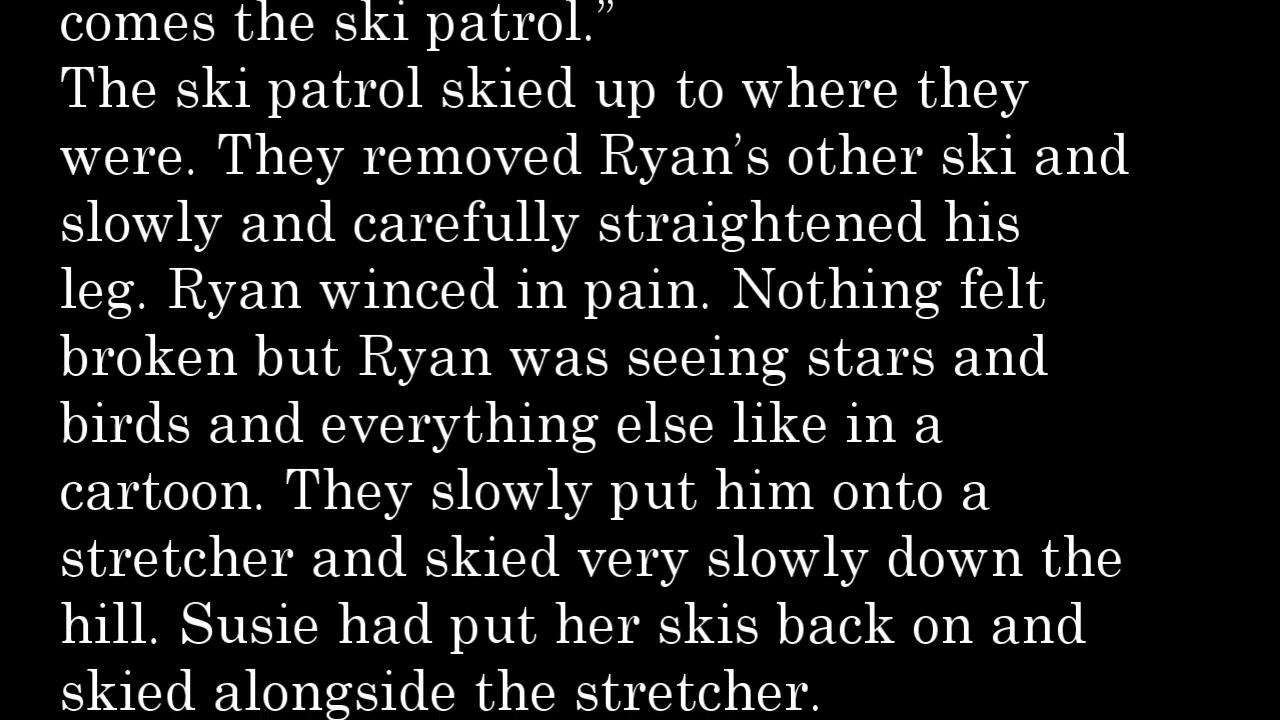 comes the ski patrol.”
The ski patrol skied up to where they
were. They removed Ryan’s other ski and
slowly and carefully straightened his
leg. Ryan winced in pain. Nothing felt
broken but Ryan was seeing stars and
birds and everything else like in a
cartoon. They slowly put him onto a
stretcher and skied very slowly down the
hill. Susie had put her skis back on and
skied alongside the stretcher.